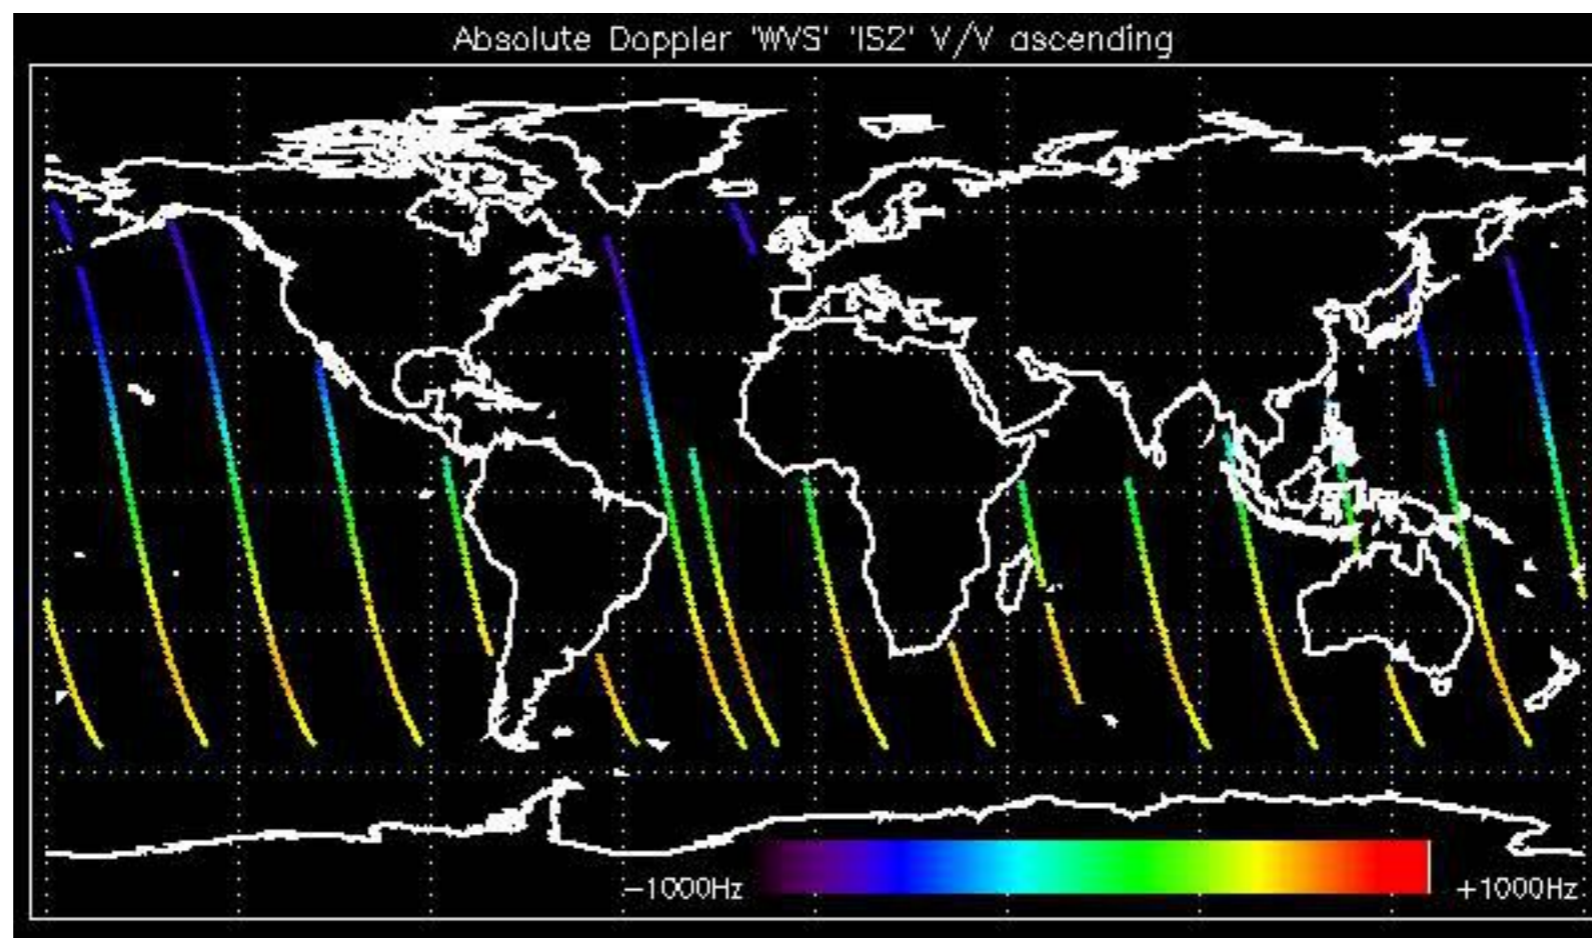 Absolute Doppler 'WVS' 'IS2' V/V ascending
−1000Hz +1000Hz